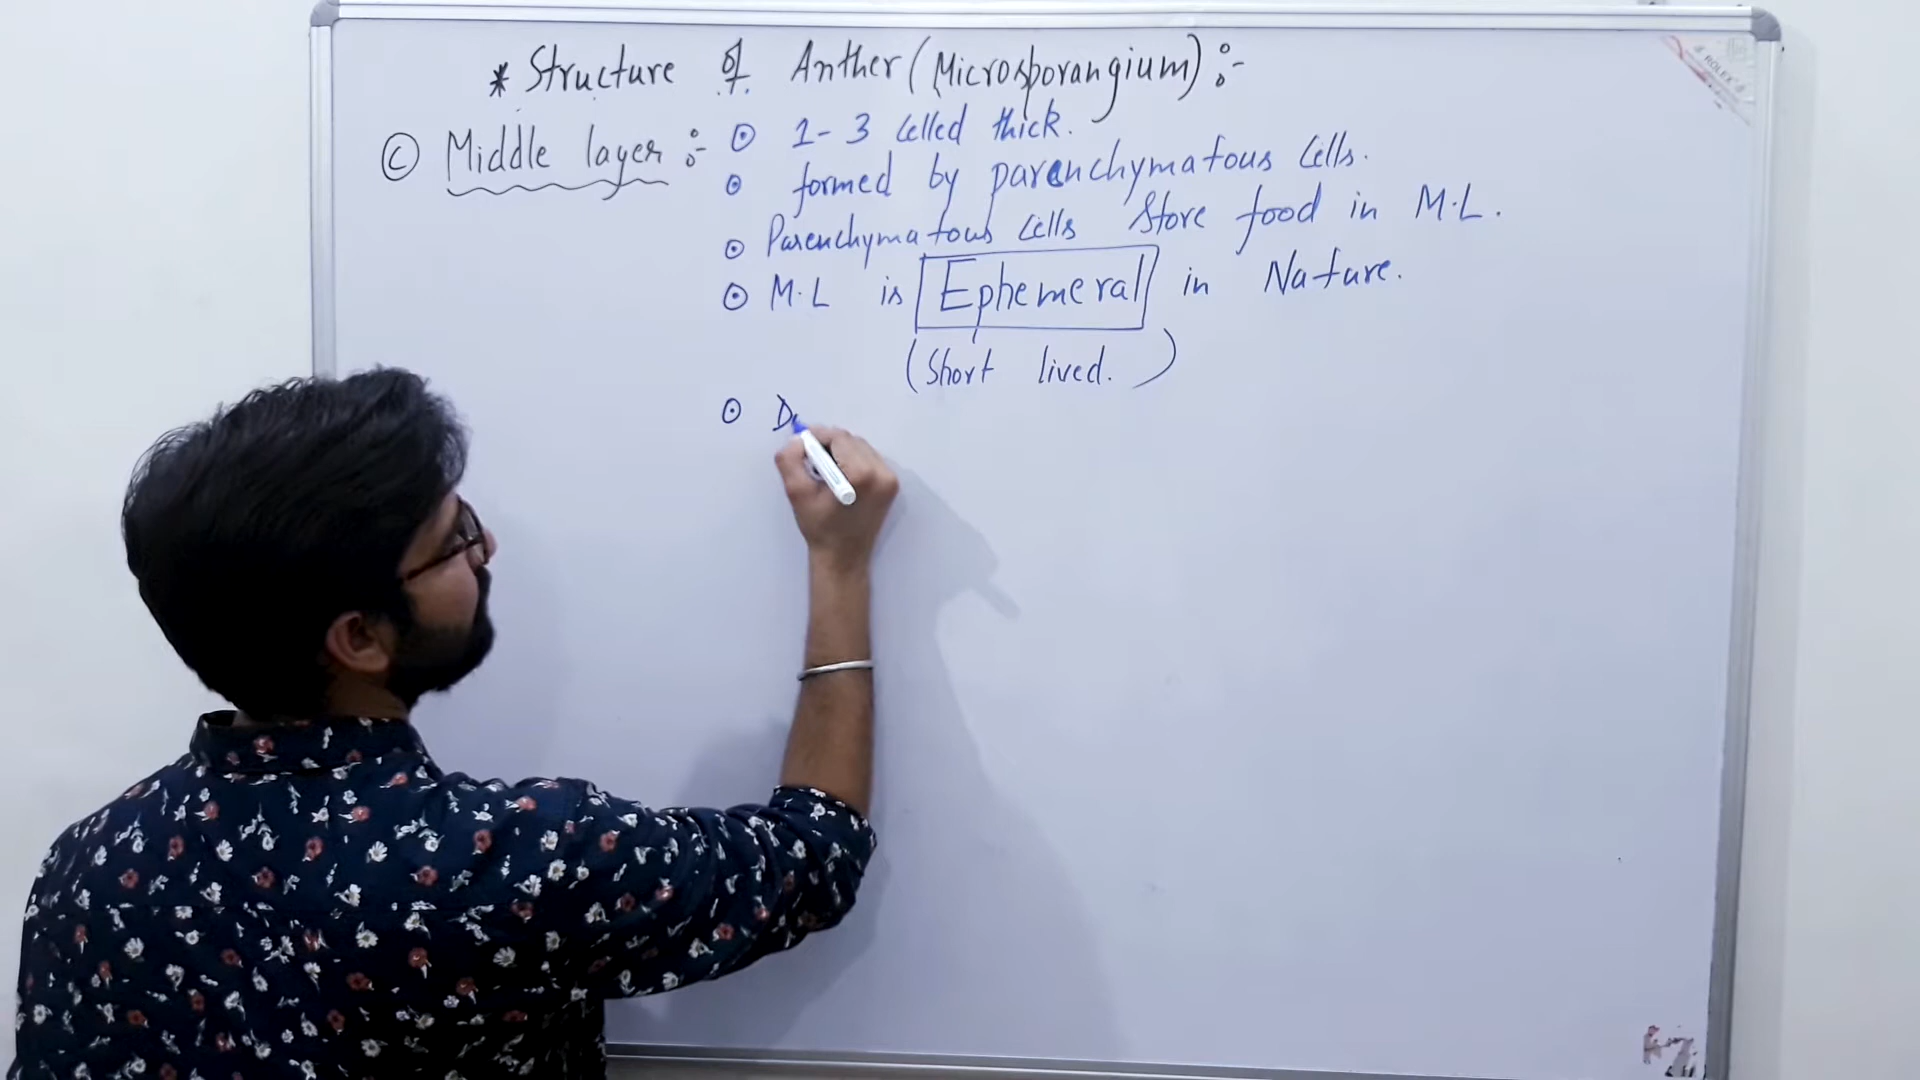 * Structure of Anther (Microsporangium) :-
Ⓒ Middle layer :- ⊙ 1-3 celled thick.
⊙ formed by parenchymatous cells.
⊙ Parenchymatous cells store food in M.L.
⊙ M.L is Ephemeral in Nature.
(Short lived.)
⊙ D
ROLEX